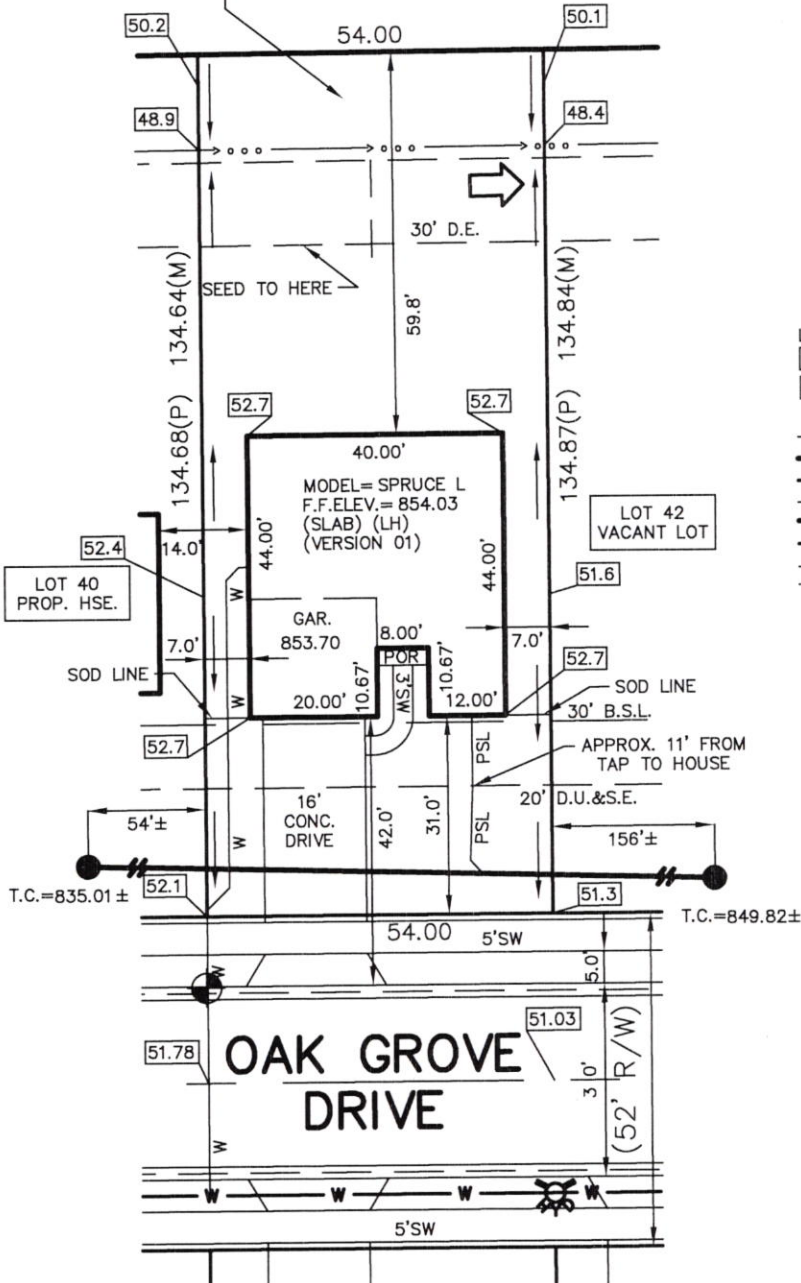 50.2
54.00
50.1
48.9
48.4
30' D.E.
SEED TO HERE
134.68(P) 134.64(M)
59.8'
134.87(P) 134.84(M)
52.7
52.7
40.00'
MODEL= SPRUCE L
F.F.ELEV.= 854.03
(SLAB) (LH)
(VERSION 01)
LOT 42
VACANT LOT
14.0'
44.00'
44.00'
52.4
51.6
LOT 40
PROP. HSE.
W
GAR.
853.70
8.00'
POR
7.0'
7.0'
SOD LINE
W
20.00'
10.67'
3'SW
10.67'
12.00'
52.7
SOD LINE
30' B.S.L.
52.7
PSL
APPROX. 11' FROM
TAP TO HOUSE
54'±
16'
CONC.
DRIVE
W
42.0'
31.0'
PSL
20' D.U.&S.E.
156'±
T.C.=835.01±
52.1
51.3
T.C.=849.82±
54.00
5'SW
W
5.0'
51.78
OAK GROVE
DRIVE
51.03
(52' R/W)
W
W
W
W
W
5'SW